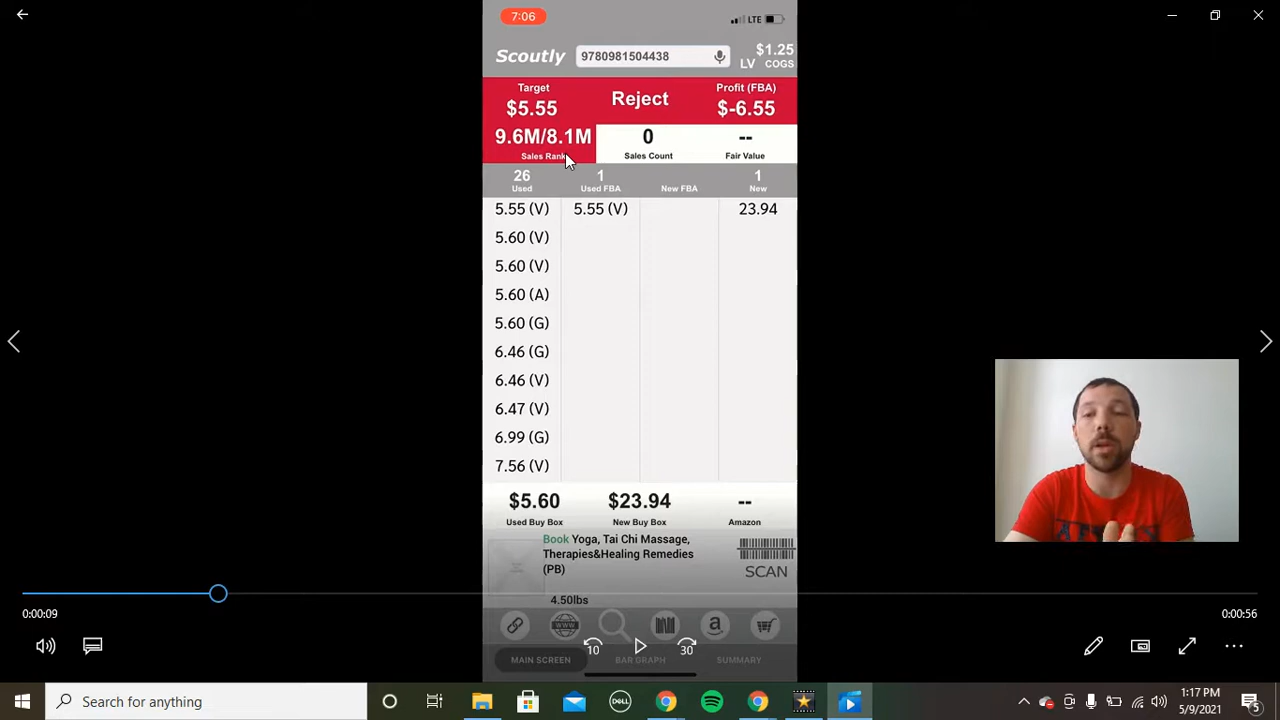 7:06
LTE
Scoutly
9780981504438
$1.25
LV COGS
Target
$5.55
Reject
Profit (FBA)
$-6.55
9.6M/8.1M
Sales Rank
0
Sales Count
--
Fair Value
26
Used
1
Used FBA
New FBA
1
New
5.55 (V)
5.55 (V)
23.94
5.60 (V)
5.60 (V)
5.60 (A)
5.60 (G)
6.46 (G)
6.46 (V)
6.47 (V)
6.99 (G)
7.56 (V)
$5.60
Used Buy Box
$23.94
New Buy Box
--
Amazon
Book Yoga, Tai Chi Massage,
Therapies&Healing Remedies
(PB)
SCAN
4.50lbs
WWW
a
0:00:09
0:00:56
10
30
MAIN SCREEN
BAR GRAPH
SUMMARY
Search for anything
DELL
1:17 PM
5/9/2021